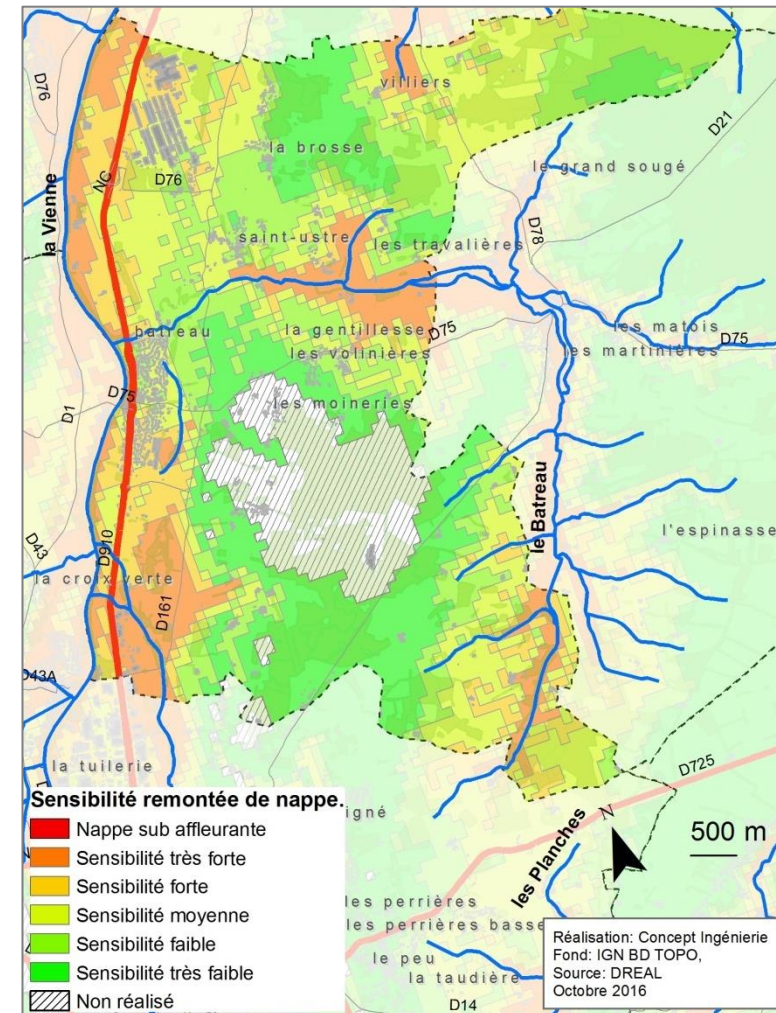 D76
villiers
D21
la brosse
le grand sougé
NC
D76
la Vienne
saint-ustre
les travalières
D78
batreau
la gentillesse
D75
les matois
D75
les volinières
les martinières
D75
les moineries
D1
le Batreau
l'espinasse
D43
D910
la croix verte
D161
D43A
la tuilerie
D725
Sensibilité remontée de nappe.
Nappe sub affleurante
Sensibilité très forte
Sensibilité forte
Sensibilité moyenne
Sensibilité faible
Sensibilité très faible
Non réalisé
igné
N
500 m
les Planches
les perrières
les perrières basse
le peu
la taudière
D14
Réalisation: Concept Ingénierie
Fond: IGN BD TOPO,
Source: DREAL
Octobre 2016